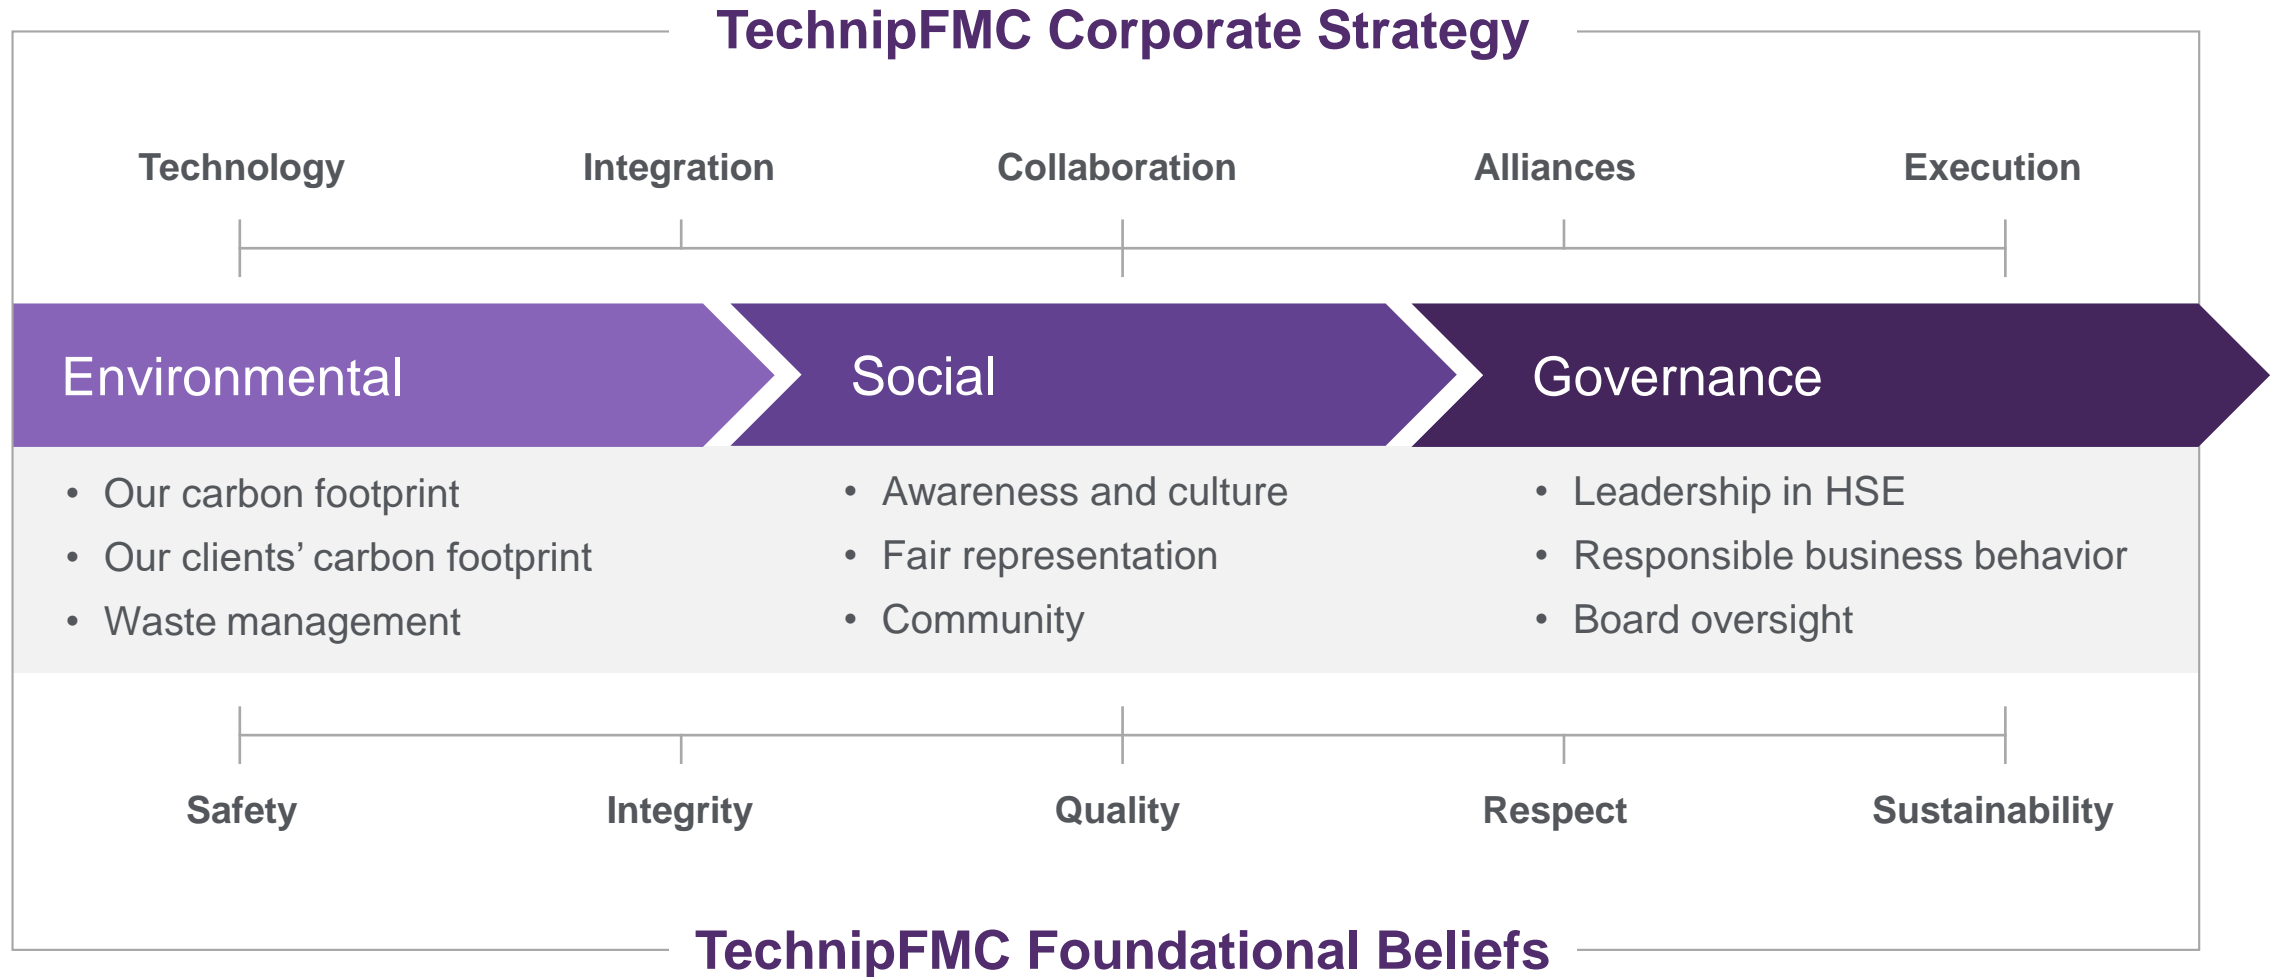 TechnipFMC Corporate Strategy
Technology
Integration
Collaboration
Alliances
Execution
Environmental
• Our carbon footprint
• Our clients’ carbon footprint
• Waste management
Social
• Awareness and culture
• Fair representation
• Community
Governance
• Leadership in HSE
• Responsible business behavior
• Board oversight
Safety
Integrity
Quality
Respect
Sustainability
TechnipFMC Foundational Beliefs